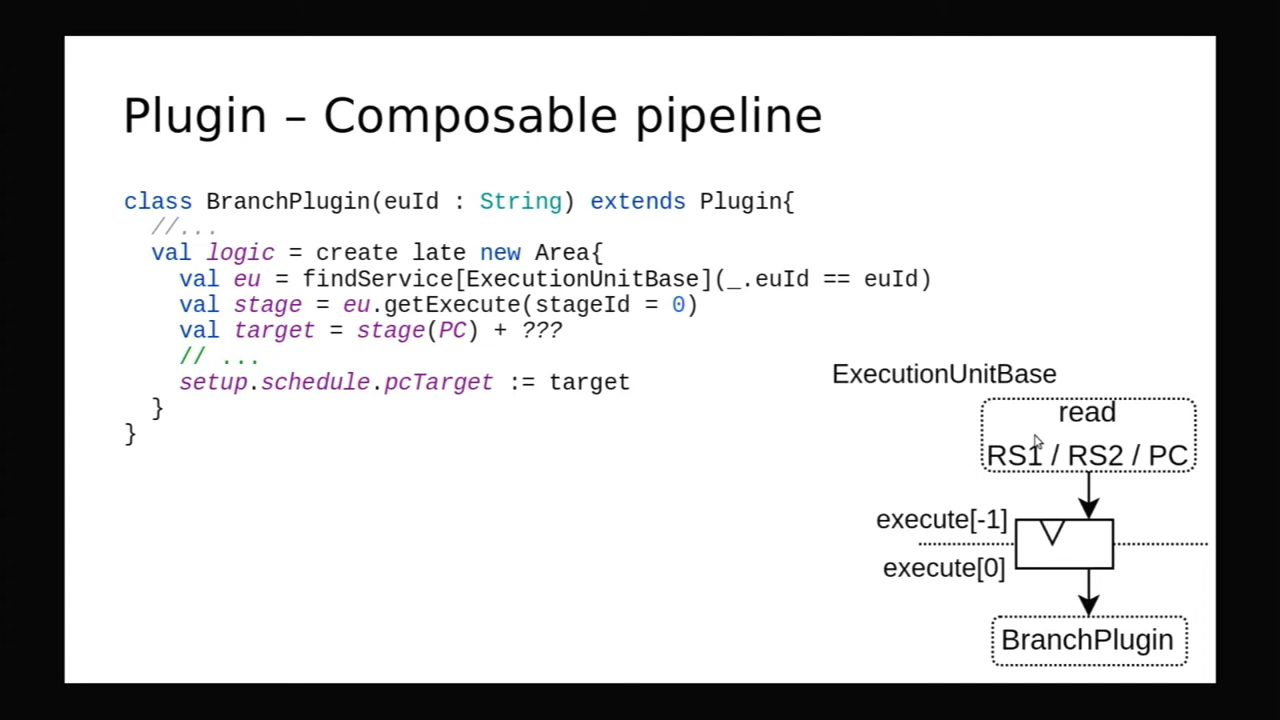 Plugin – Composable pipeline
class BranchPlugin(euId : String) extends Plugin{
//...
val logic = create late new Area{
val eu = findService[ExecutionUnitBase](_.euId == euId)
val stage = eu.getExecute(stageId = 0)
val target = stage(PC) + ???
// ...
setup.schedule.pcTarget := target
}
}
ExecutionUnitBase
read
RS1 / RS2 / PC
execute[-1]
execute[0]
BranchPlugin